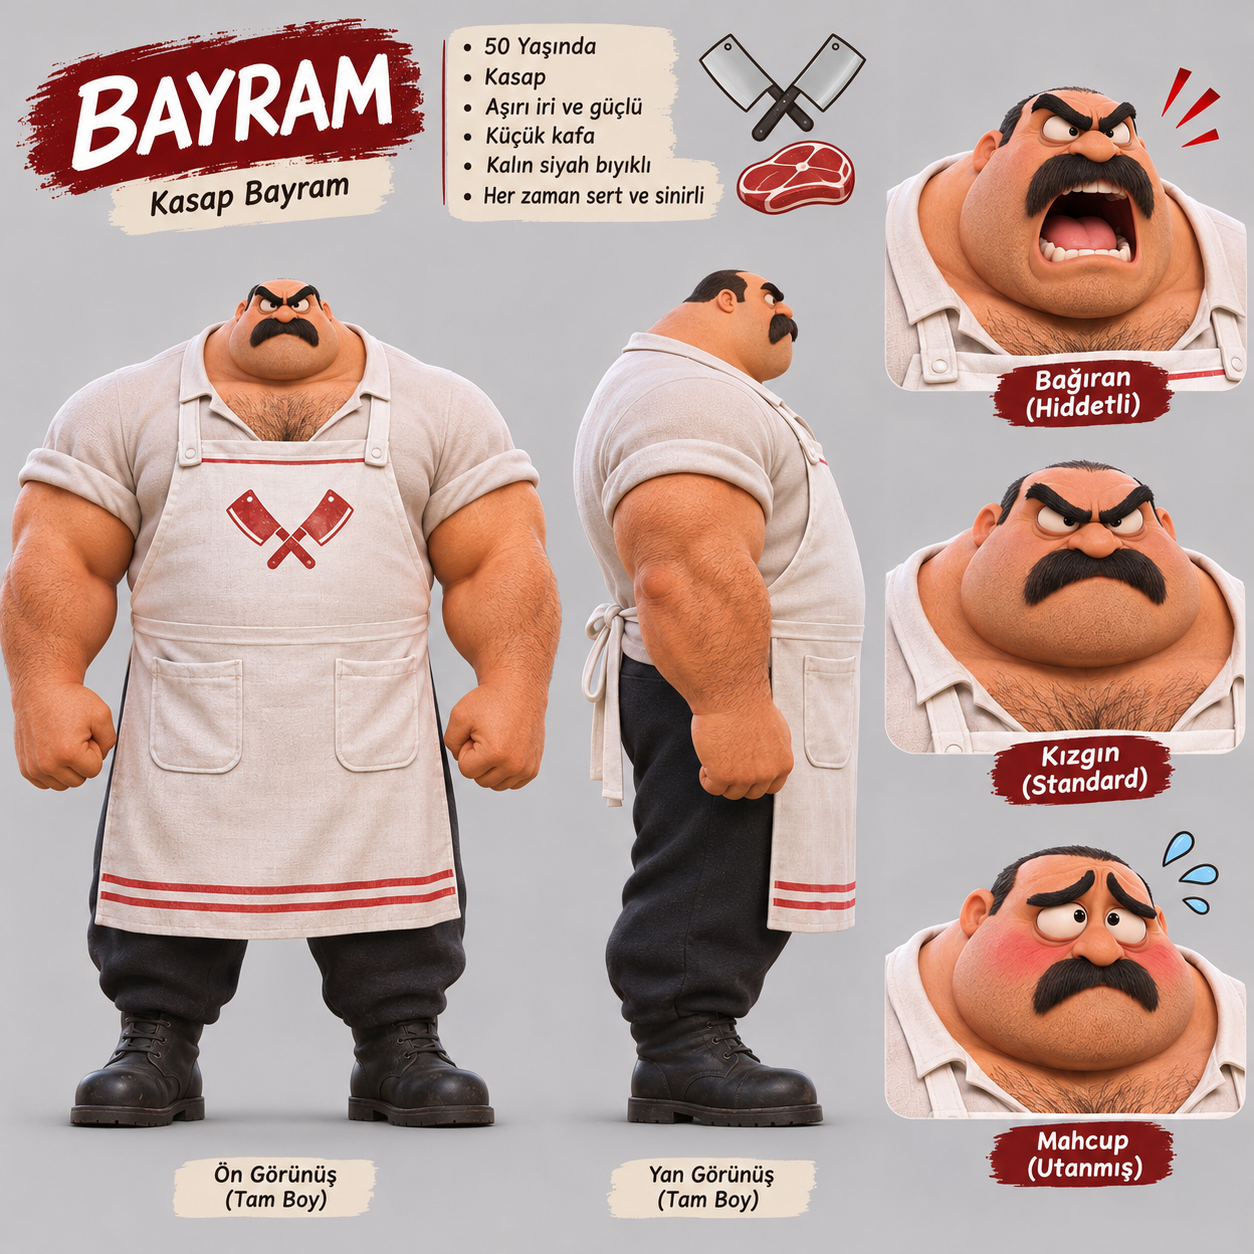 BAYRAM
Kasap Bayram
• 50 Yaşında
• Kasap
• Aşırı iri ve güçlü
• Küçük kafa
• Kalın siyah bıyıklı
• Her zaman sert ve sinirli
Bağıran
(Hiddetli)
Kızgın
(Standard)
Mahcup
(Utanmış)
Ön Görünüş
(Tam Boy)
Yan Görünüş
(Tam Boy)